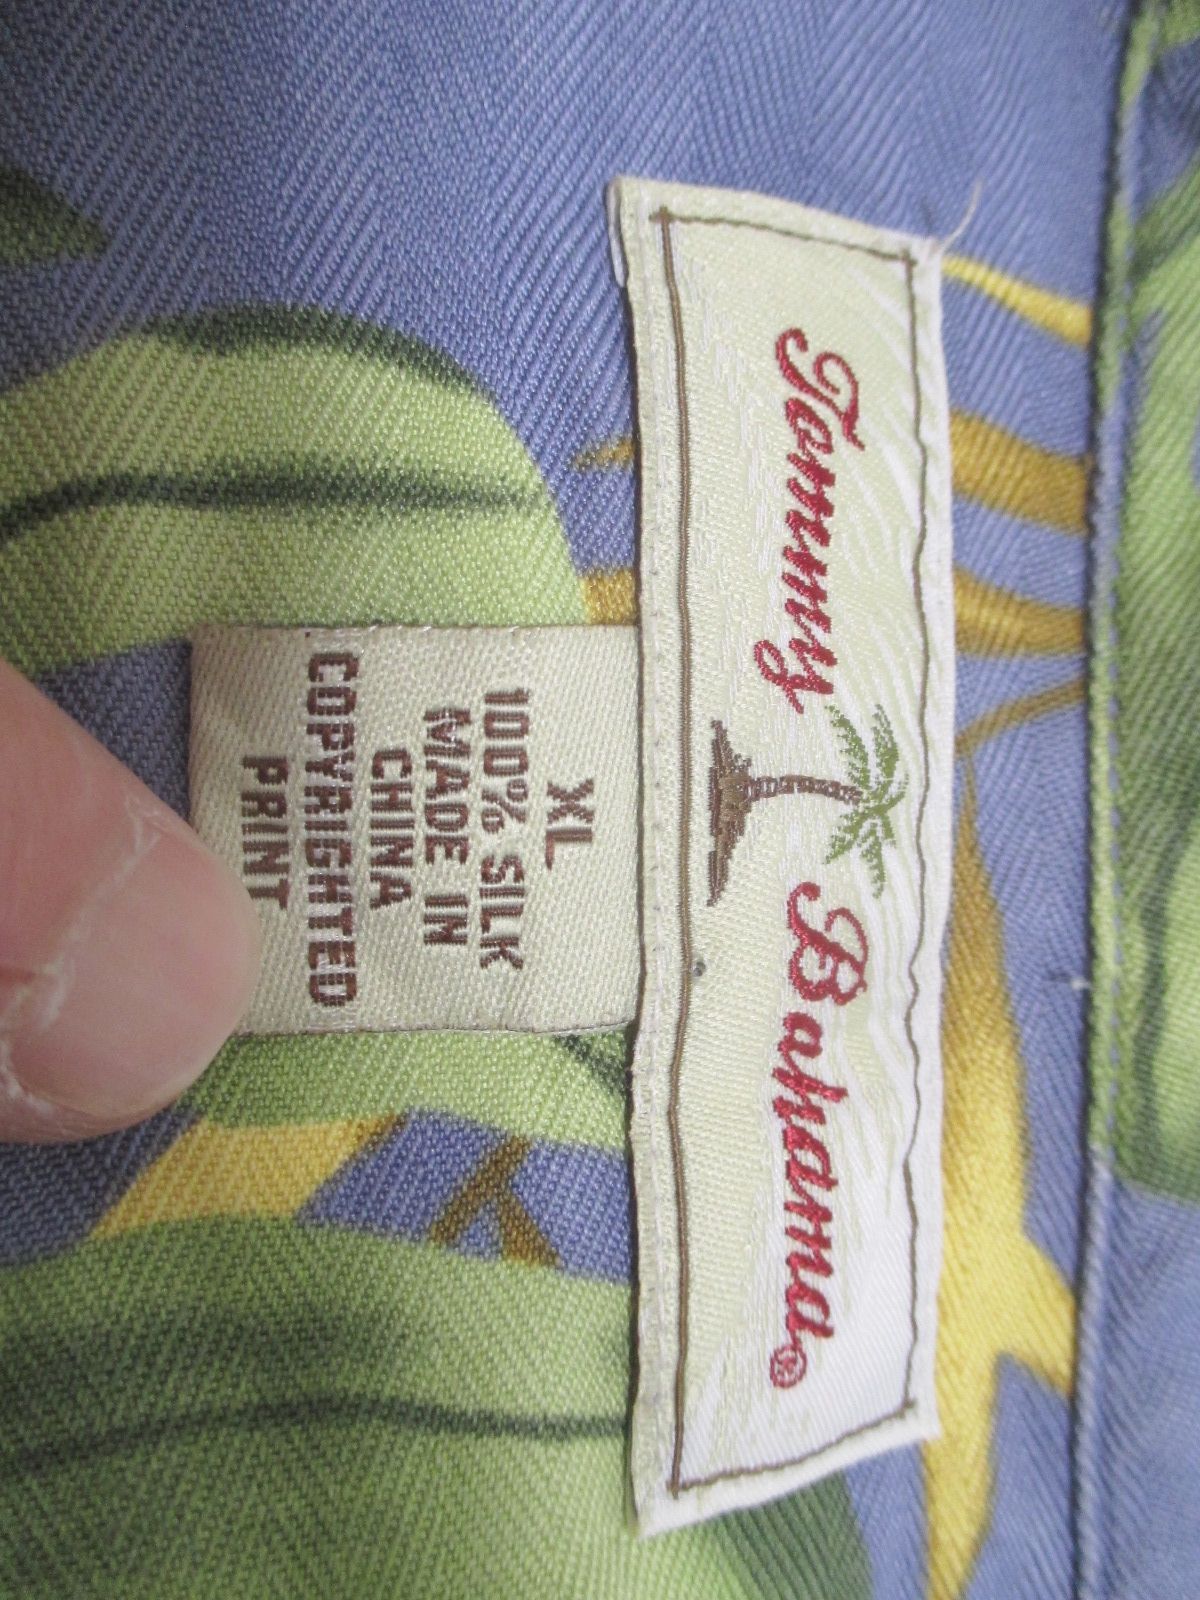 Tommy Bahama®
XL
100% SILK
MADE IN
CHINA
COPYRIGHTED
PRINT